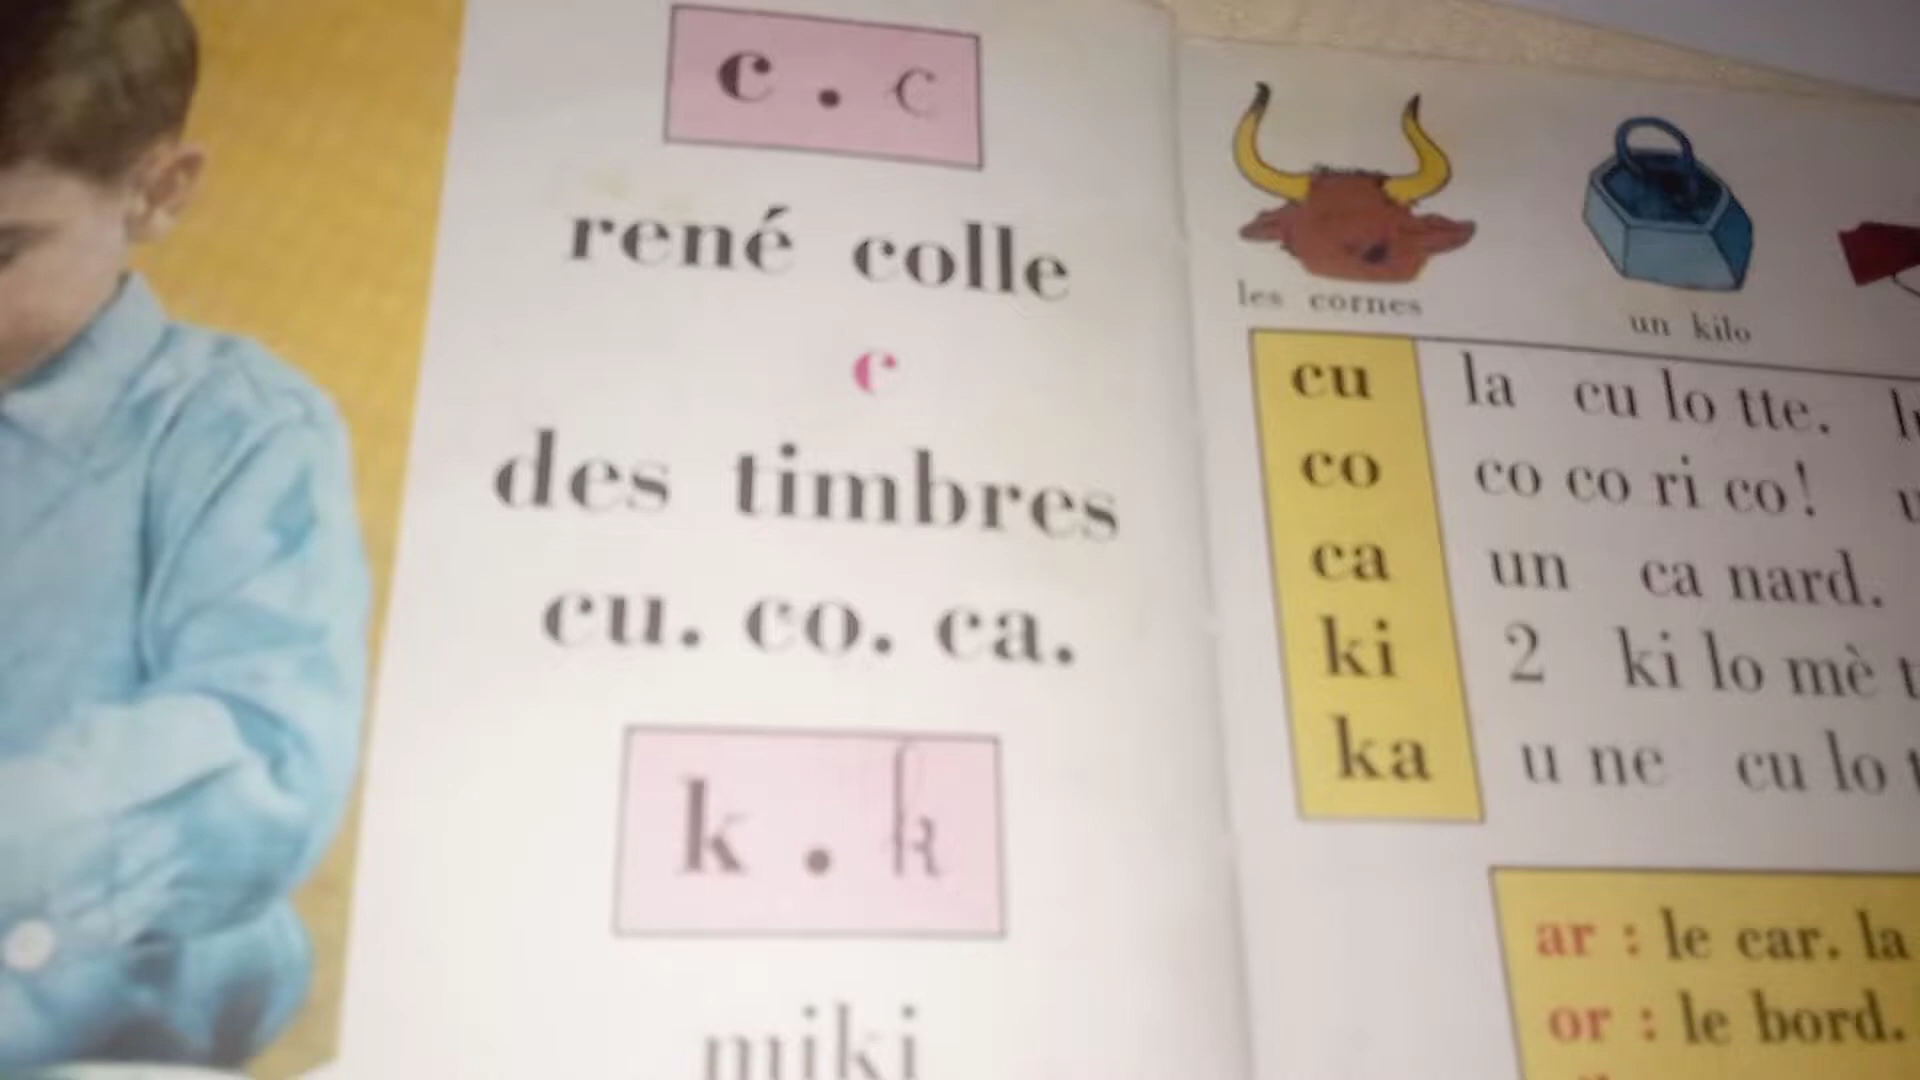 c . c
rené colle
c
des timbres
cu. co. ca.
k . k
miki
les cornes
un kilo
cu la cu lo tte.
co co co ri co!
ca un ca nard.
ki 2 ki lo mè t
ka u ne cu lo t
ar : le car. la
or : le bord.